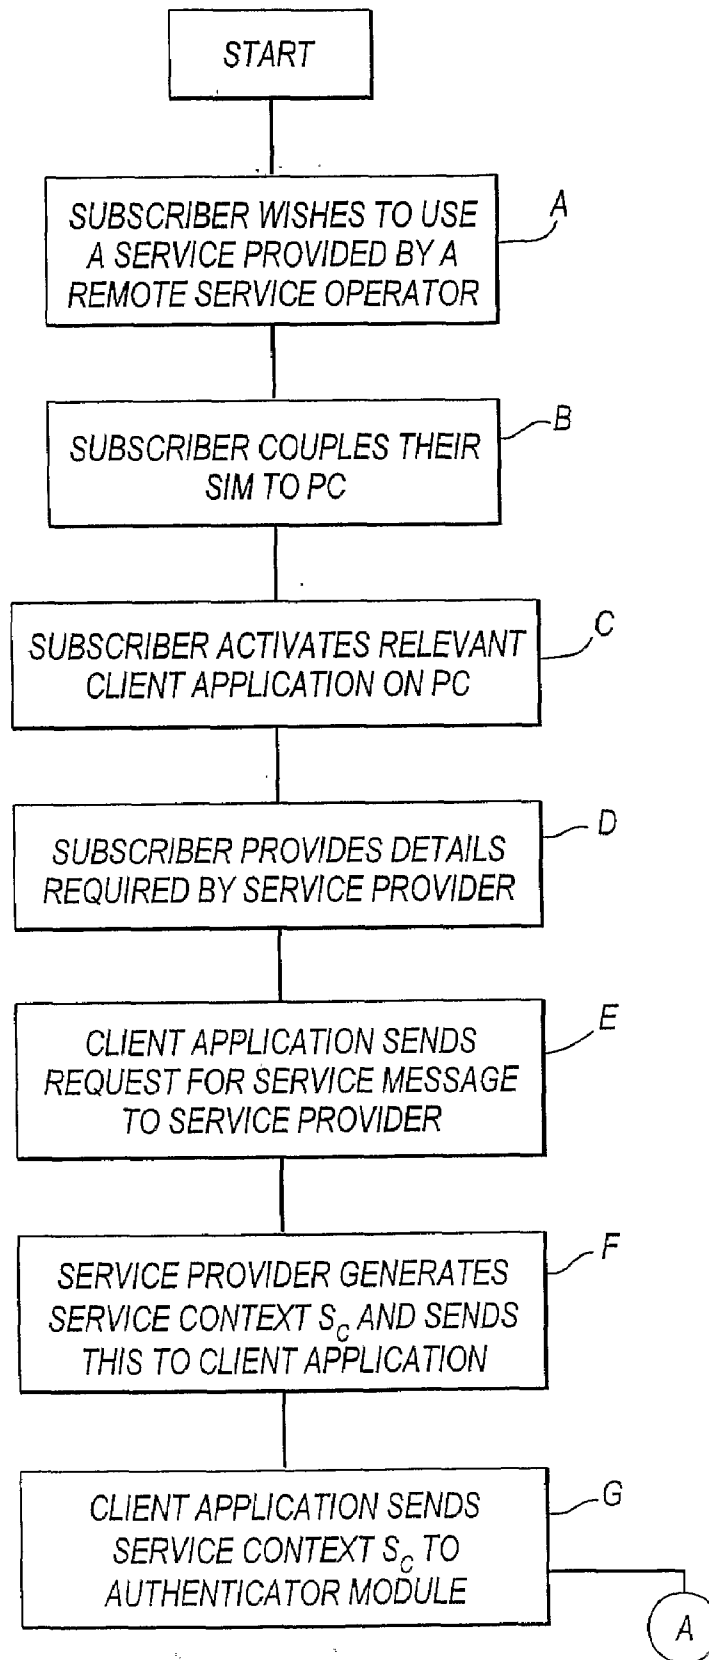 START
SUBSCRIBER WISHES TO USE
A SERVICE PROVIDED BY A
REMOTE SERVICE OPERATOR
A
SUBSCRIBER COUPLES THEIR
SIM TO PC
B
SUBSCRIBER ACTIVATES RELEVANT
CLIENT APPLICATION ON PC
C
SUBSCRIBER PROVIDES DETAILS
REQUIRED BY SERVICE PROVIDER
D
CLIENT APPLICATION SENDS
REQUEST FOR SERVICE MESSAGE
TO SERVICE PROVIDER
E
SERVICE PROVIDER GENERATES
SERVICE CONTEXT SC AND SENDS
THIS TO CLIENT APPLICATION
F
CLIENT APPLICATION SENDS
SERVICE CONTEXT SC TO
AUTHENTICATOR MODULE
G
A